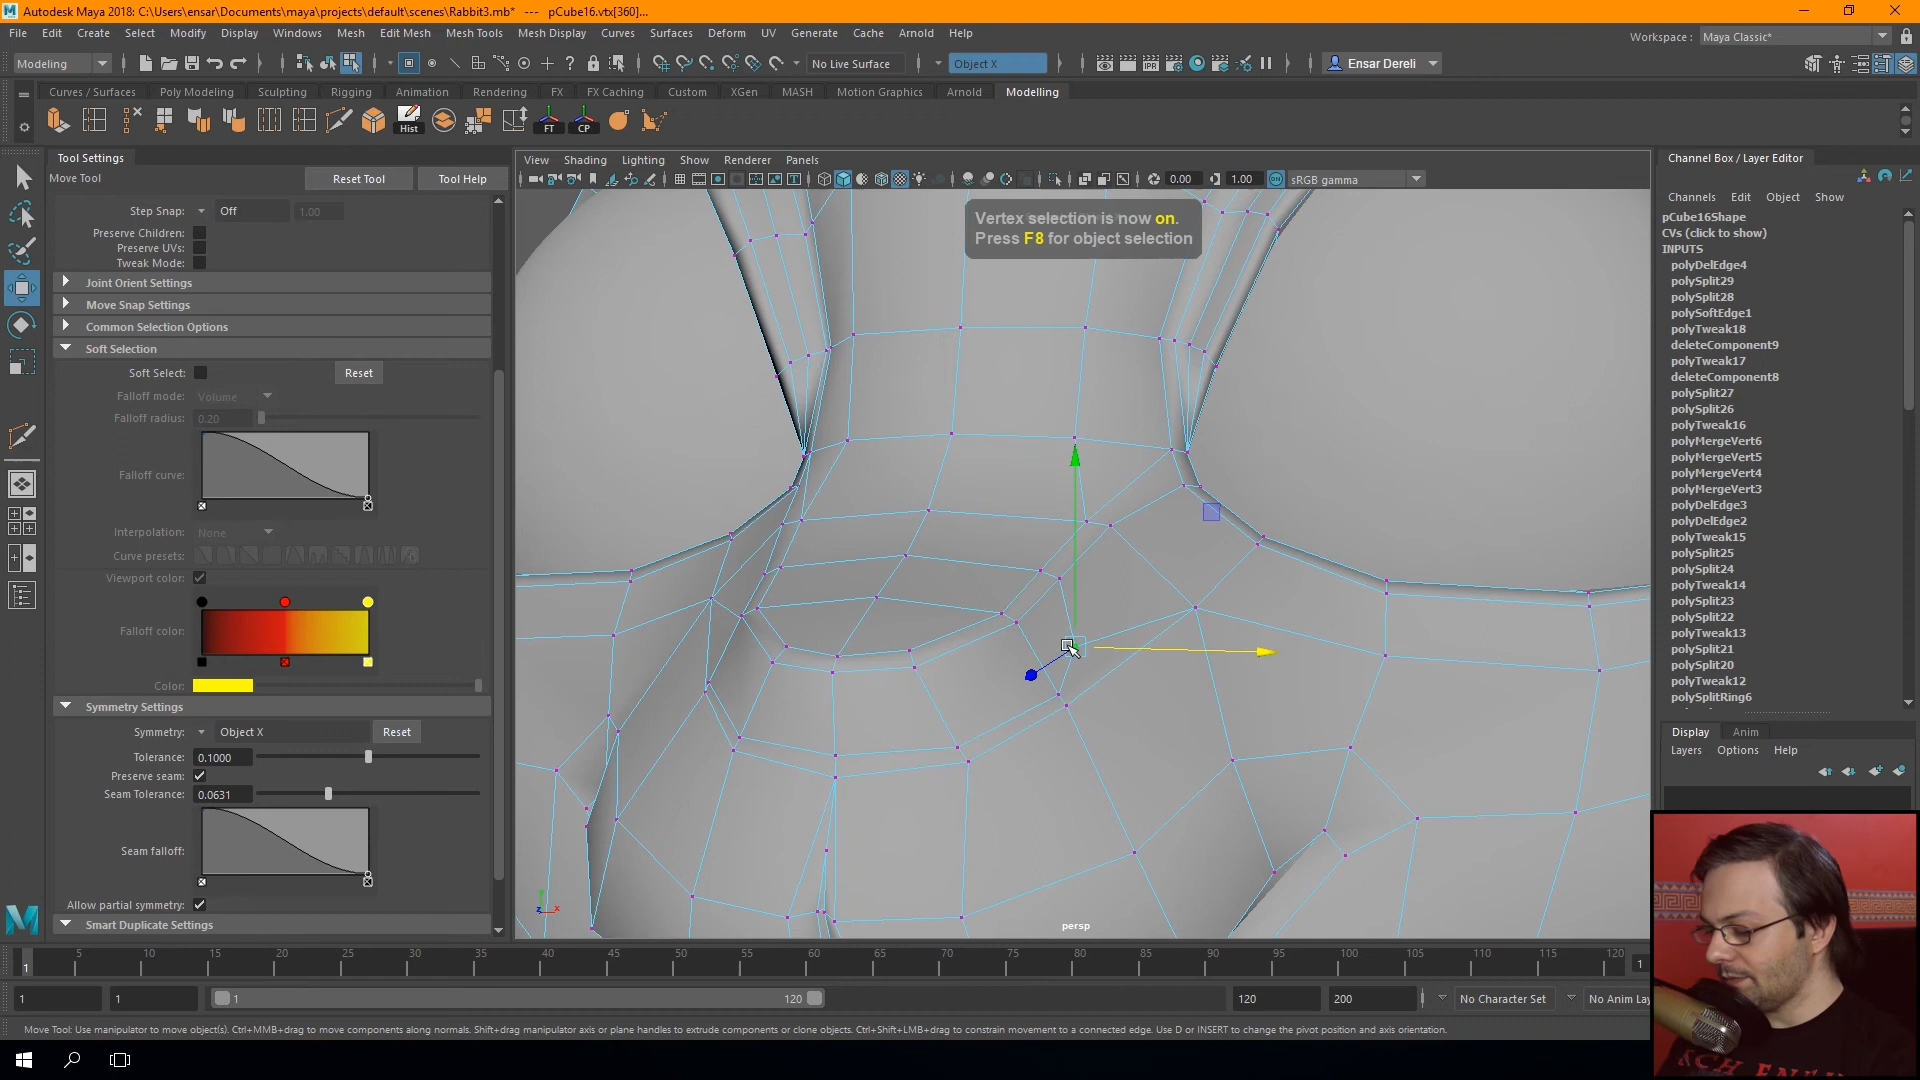 Autodesk Maya 2018: C:\Users\ensar\Documents\maya\projects\default\scenes\Rabbit3.mb* --- pCube16.vtx[360]...
File Edit Create Select Modify Display Windows Mesh Edit Mesh Mesh Tools Mesh Display Curves Surfaces Deform UV Generate Cache Arnold Help
Workspace : Maya Classic*
Modeling No Live Surface Object X Ensar Dereli
Curves / Surfaces Poly Modeling Sculpting Rigging Animation Rendering FX FX Caching Custom XGen MASH Motion Graphics Arnold Modelling
Hist FT CP
Tool Settings
Move Tool Reset Tool Tool Help
Step Snap: Off 1.00
Preserve Children:
Preserve UVs:
Tweak Mode:
Joint Orient Settings
Move Snap Settings
Common Selection Options
Soft Selection
Soft Select: Reset
Falloff mode: Volume
Falloff radius: 0.20
Falloff curve:
Interpolation: None
Curve presets:
Viewport color:
Falloff color:
Color:
Symmetry Settings
Symmetry: Object X Reset
Tolerance: 0.1000
Preserve seam:
Seam Tolerance: 0.0631
Seam falloff:
Allow partial symmetry:
Smart Duplicate Settings
View Shading Lighting Show Renderer Panels
0.00 1.00 sRGB gamma
Vertex selection is now on.
Press F8 for object selection
persp
Channel Box / Layer Editor
Channels Edit Object Show
pCube16Shape
CVs (click to show)
INPUTS
polyDelEdge4
polySplit29
polySplit28
polySoftEdge1
polyTweak18
deleteComponent9
polyTweak17
deleteComponent8
polySplit27
polySplit26
polyTweak16
polyMergeVert6
polyMergeVert5
polyMergeVert4
polyMergeVert3
polyDelEdge3
polyDelEdge2
polyTweak15
polySplit25
polySplit24
polyTweak14
polySplit23
polySplit22
polyTweak13
polySplit21
polySplit20
polyTweak12
polySplitRing6
Display Anim
Layers Options Help
1 5 10 15 20 25 30 35 40 45 50 55 60 65 70 75 80 85 90 95 100 105 110 115 120 1
1 1 1 120 120 200 No Character Set No Anim Lay
Move Tool: Use manipulator to move object(s). Ctrl+MMB+drag to move components along normals. Shift+drag manipulator axis or plane handles to extrude components or clone objects. Ctrl+Shift+LMB+drag to constrain movement to a connected edge. Use D or INSERT to change the pivot position and axis orientation.